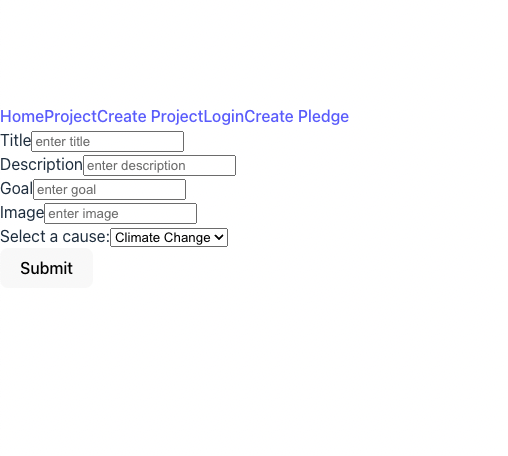 HomeProjectCreate ProjectLoginCreate Pledge
Title enter title
Description enter description
Goal enter goal
Image enter image
Select a cause: Climate Change
Submit